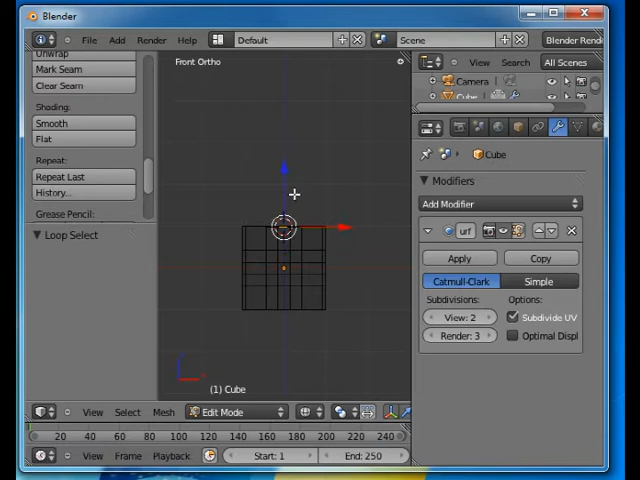 Blender
File Add Render Help Default Scene Blender Rend
View Search All Scenes
Camera
Cube
Unwrap
Mark Seam
Clear Seam
Shading:
Smooth
Flat
Repeat:
Repeat Last
History...
Grease Pencil:
Loop Select
Front Ortho
(1) Cube
View Select Mesh Edit Mode
Cube
Modifiers
Add Modifier
urf
Apply Copy
Catmull-Clark Simple
Subdivisions: Options:
View: 2 Subdivide UV
Render: 3 Optimal Displ
20 40 60 80 100 120 140 160 180 200 220 240
View Frame Playback Start: 1 End: 250